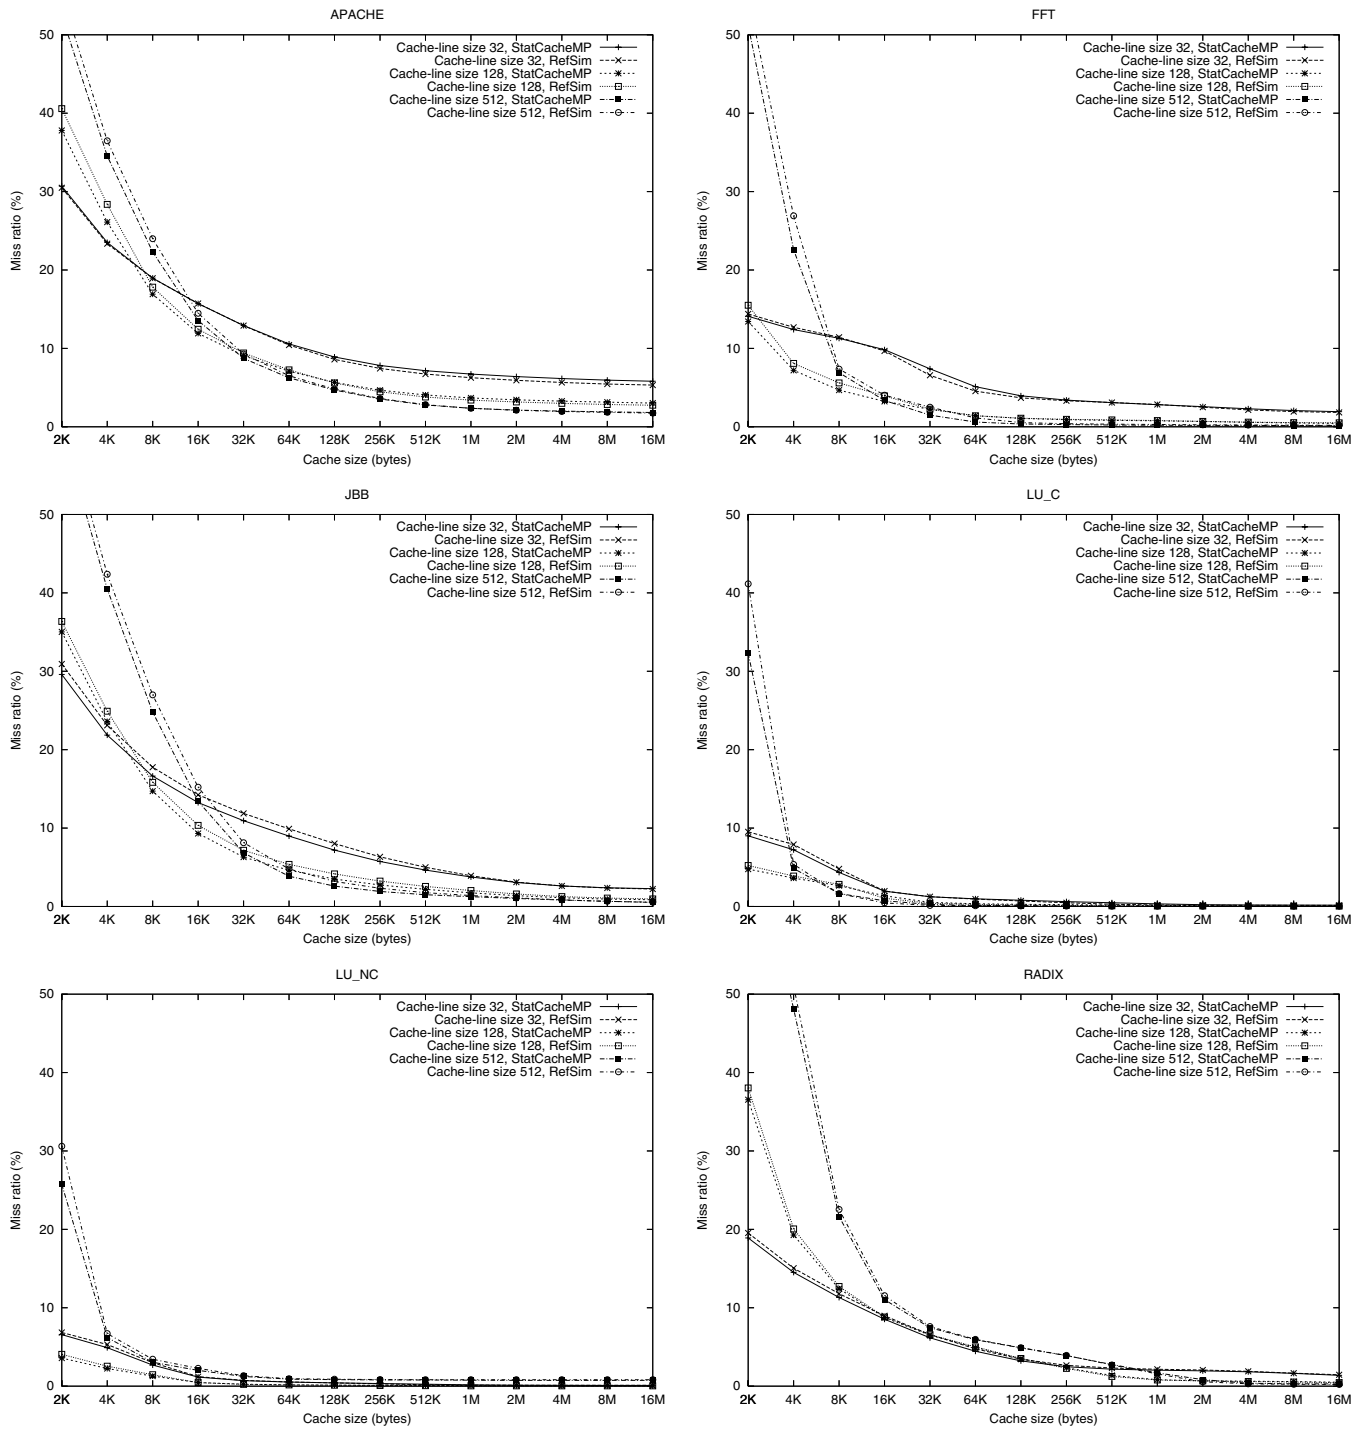 APACHE
50
40
30
20
10
0
Miss ratio (%)
Cache-line size 32, StatCacheMP
Cache-line size 32, RefSim
Cache-line size 128, StatCacheMP
Cache-line size 128, RefSim
Cache-line size 512, StatCacheMP
Cache-line size 512, RefSim
2K 4K 8K 16K 32K 64K 128K 256K 512K 1M 2M 4M 8M 16M
Cache size (bytes)
FFT
50
40
30
20
10
0
Miss ratio (%)
Cache-line size 32, StatCacheMP
Cache-line size 32, RefSim
Cache-line size 128, StatCacheMP
Cache-line size 128, RefSim
Cache-line size 512, StatCacheMP
Cache-line size 512, RefSim
2K 4K 8K 16K 32K 64K 128K 256K 512K 1M 2M 4M 8M 16M
Cache size (bytes)
JBB
50
40
30
20
10
0
Miss ratio (%)
Cache-line size 32, StatCacheMP
Cache-line size 32, RefSim
Cache-line size 128, StatCacheMP
Cache-line size 128, RefSim
Cache-line size 512, StatCacheMP
Cache-line size 512, RefSim
2K 4K 8K 16K 32K 64K 128K 256K 512K 1M 2M 4M 8M 16M
Cache size (bytes)
LU_C
50
40
30
20
10
0
Miss ratio (%)
Cache-line size 32, StatCacheMP
Cache-line size 32, RefSim
Cache-line size 128, StatCacheMP
Cache-line size 128, RefSim
Cache-line size 512, StatCacheMP
Cache-line size 512, RefSim
2K 4K 8K 16K 32K 64K 128K 256K 512K 1M 2M 4M 8M 16M
Cache size (bytes)
LU_NC
50
40
30
20
10
0
Miss ratio (%)
Cache-line size 32, StatCacheMP
Cache-line size 32, RefSim
Cache-line size 128, StatCacheMP
Cache-line size 128, RefSim
Cache-line size 512, StatCacheMP
Cache-line size 512, RefSim
2K 4K 8K 16K 32K 64K 128K 256K 512K 1M 2M 4M 8M 16M
Cache size (bytes)
RADIX
50
40
30
20
10
0
Miss ratio (%)
Cache-line size 32, StatCacheMP
Cache-line size 32, RefSim
Cache-line size 128, StatCacheMP
Cache-line size 128, RefSim
Cache-line size 512, StatCacheMP
Cache-line size 512, RefSim
2K 4K 8K 16K 32K 64K 128K 256K 512K 1M 2M 4M 8M 16M
Cache size (bytes)